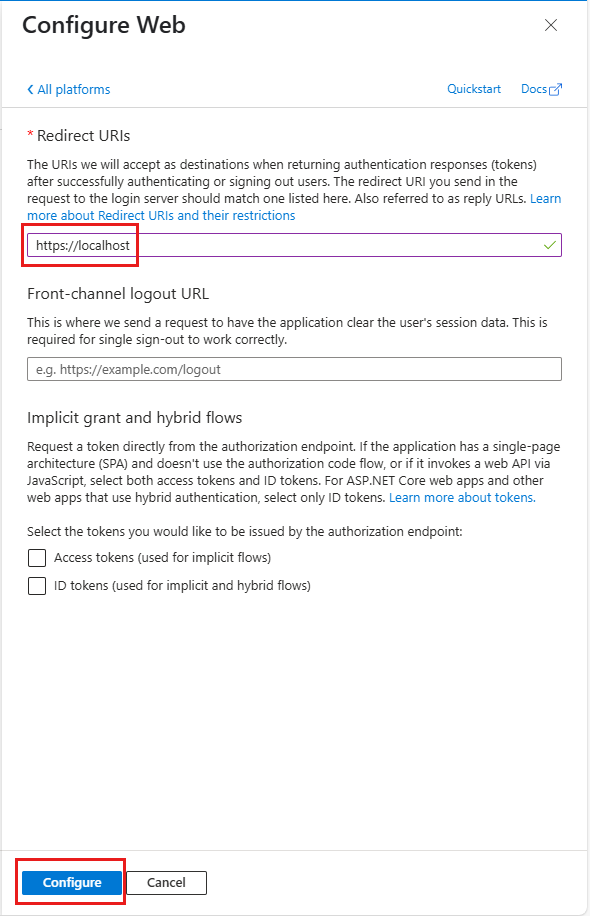 Configure Web
All platforms
Quickstart
Docs
* Redirect URIs
The URIs we will accept as destinations when returning authentication responses (tokens)
after successfully authenticating or signing out users. The redirect URI you send in the
request to the login server should match one listed here. Also referred to as reply URLs. Learn
more about Redirect URIs and their restrictions
https://localhost
Front-channel logout URL
This is where we send a request to have the application clear the user's session data. This is
required for single sign-out to work correctly.
e.g. https://example.com/logout
Implicit grant and hybrid flows
Request a token directly from the authorization endpoint. If the application has a single-page
architecture (SPA) and doesn't use the authorization code flow, or if it invokes a web API via
JavaScript, select both access tokens and ID tokens. For ASP.NET Core web apps and other
web apps that use hybrid authentication, select only ID tokens. Learn more about tokens.
Select the tokens you would like to be issued by the authorization endpoint:
Access tokens (used for implicit flows)
ID tokens (used for implicit and hybrid flows)
Configure
Cancel